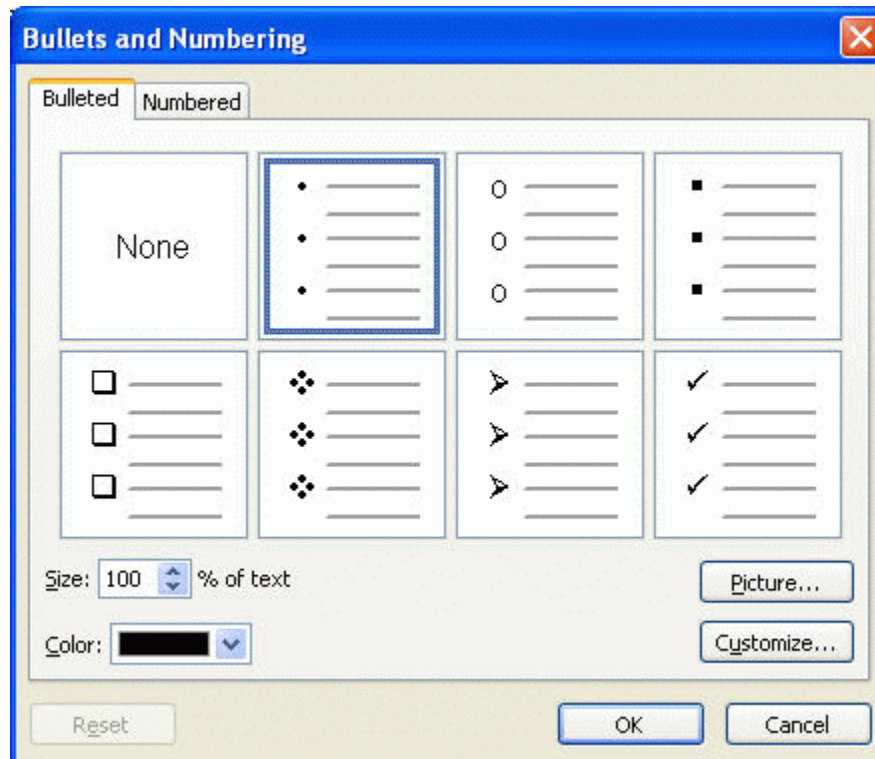 Bullets and Numbering
Bulleted Numbered
None
Size: 100 % of text
Picture...
Color:
Customize...
Reset OK Cancel